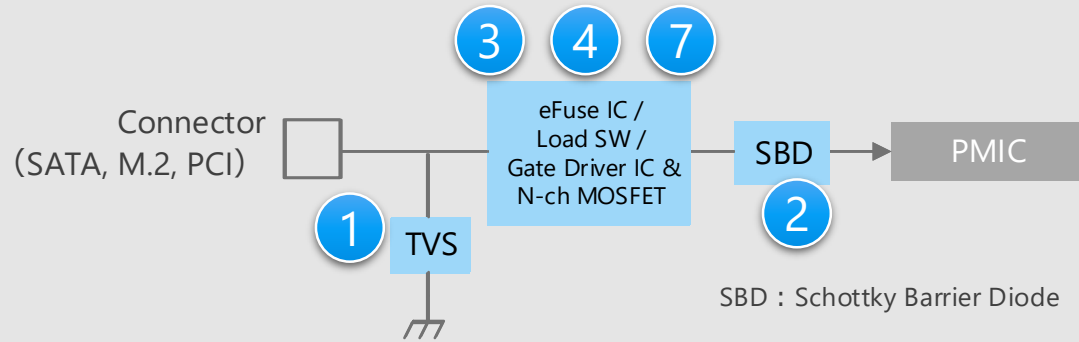 3
4
7
Connector
(SATA, M.2, PCI)
eFuse IC /
Load SW /
Gate Driver IC &
N-ch MOSFET
SBD
PMIC
1
TVS
2
SBD：Schottky Barrier Diode